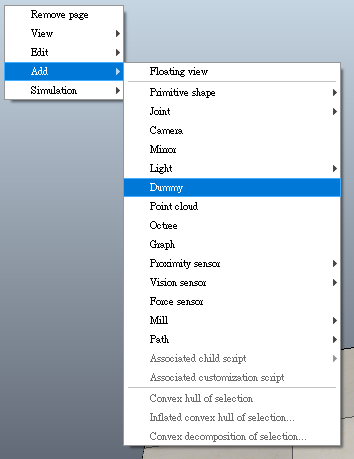 Remove page
View
Edit
Add
Simulation
Floating view
Primitive shape
Joint
Camera
Mirror
Light
Dummy
Point cloud
Octree
Graph
Proximity sensor
Vision sensor
Force sensor
Mill
Path
Associated child script
Associated customization script
Convex hull of selection
Inflated convex hull of selection...
Convex decomposition of selection...